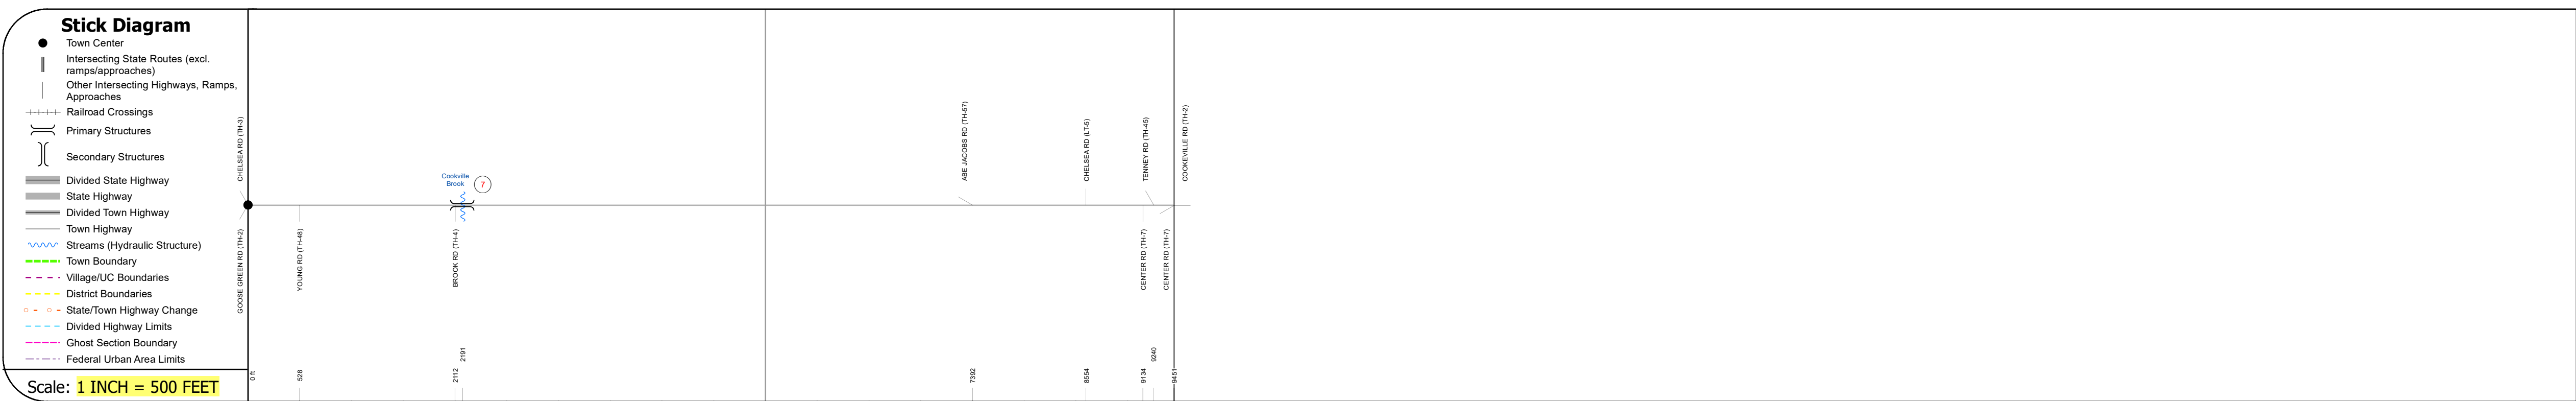 Stick Diagram
Town Center
Intersecting State Routes (excl.
ramps/approaches)
Other Intersecting Highways, Ramps,
Approaches
Railroad Crossings
Primary Structures
Secondary Structures
Divided State Highway
State Highway
Divided Town Highway
Town Highway
Streams (Hydraulic Structure)
Town Boundary
Village/UC Boundaries
District Boundaries
State/Town Highway Change
Divided Highway Limits
Ghost Section Boundary
Federal Urban Area Limits
Scale: 1 INCH = 500 FEET
CHELSEA RD (TH-3)
GOOSE GREEN RD (TH-2)
YOUNG RD (TH-48)
Cookville
Brook
7
BROOK RD (TH-4)
ABE JACOBS RD (TH-57)
CHELSEA RD (LT-5)
TENNEY RD (TH-45)
COOKEVILLE RD (TH-2)
CENTER RD (TH-7)
CENTER RD (TH-7)
0 ft
528
2112
2191
7392
8554
9134
9240
9451